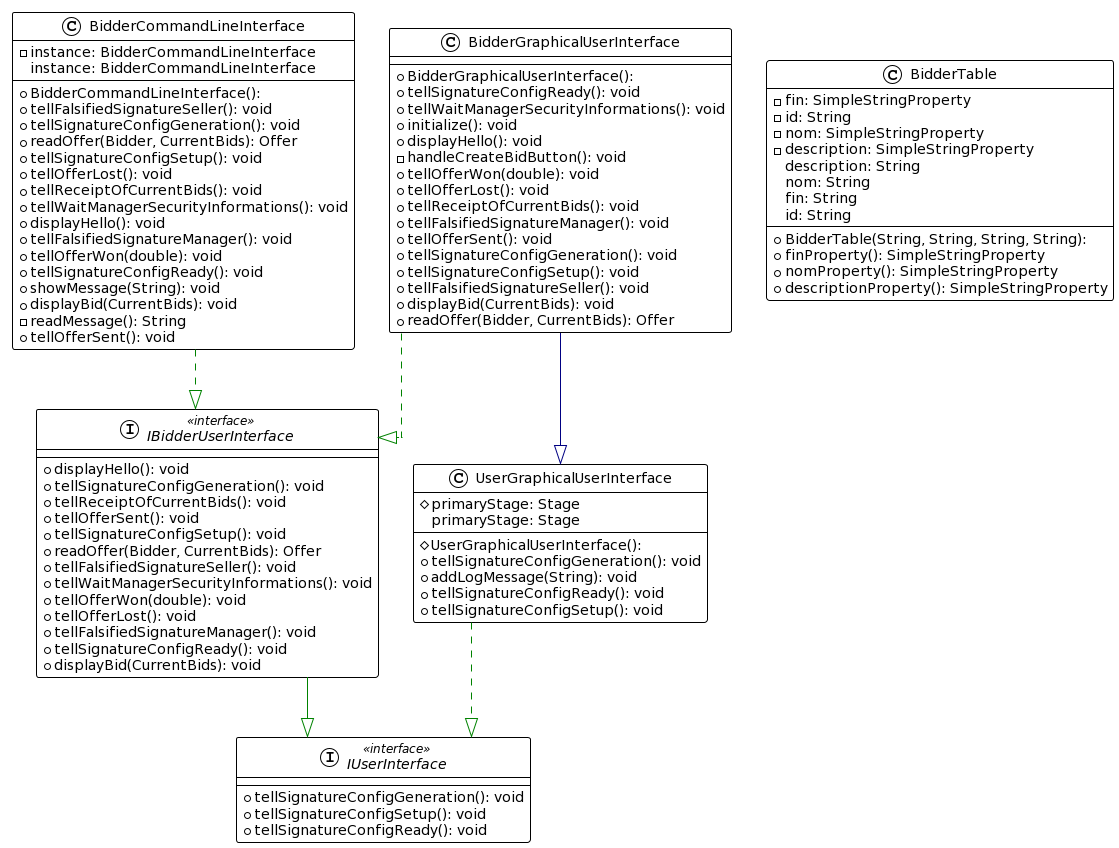 C BidderCommandLineInterface
instance: BidderCommandLineInterface
instance: BidderCommandLineInterface
BidderCommandLineInterface():
tellFalsifiedSignatureSeller(): void
tellSignatureConfigGeneration(): void
readOffer(Bidder, CurrentBids): Offer
tellSignatureConfigSetup(): void
tellOfferLost(): void
tellReceiptOfCurrentBids(): void
tellWaitManagerSecurityInformations(): void
displayHello(): void
tellFalsifiedSignatureManager(): void
tellOfferWon(double): void
tellSignatureConfigReady(): void
showMessage(String): void
displayBid(CurrentBids): void
readMessage(): String
tellOfferSent(): void
C BidderGraphicalUserInterface
BidderGraphicalUserInterface():
tellSignatureConfigReady(): void
tellWaitManagerSecurityInformations(): void
initialize(): void
displayHello(): void
handleCreateBidButton(): void
tellOfferWon(double): void
tellOfferLost(): void
tellReceiptOfCurrentBids(): void
tellFalsifiedSignatureManager(): void
tellOfferSent(): void
tellSignatureConfigGeneration(): void
tellSignatureConfigSetup(): void
tellFalsifiedSignatureSeller(): void
displayBid(CurrentBids): void
readOffer(Bidder, CurrentBids): Offer
C BidderTable
fin: SimpleStringProperty
id: String
nom: SimpleStringProperty
description: SimpleStringProperty
description: String
nom: String
fin: String
id: String
BidderTable(String, String, String, String):
finProperty(): SimpleStringProperty
nomProperty(): SimpleStringProperty
descriptionProperty(): SimpleStringProperty
«interface»
I IBidderUserInterface
displayHello(): void
tellSignatureConfigGeneration(): void
tellReceiptOfCurrentBids(): void
tellOfferSent(): void
tellSignatureConfigSetup(): void
readOffer(Bidder, CurrentBids): Offer
tellFalsifiedSignatureSeller(): void
tellWaitManagerSecurityInformations(): void
tellOfferWon(double): void
tellOfferLost(): void
tellFalsifiedSignatureManager(): void
tellSignatureConfigReady(): void
displayBid(CurrentBids): void
C UserGraphicalUserInterface
primaryStage: Stage
primaryStage: Stage
UserGraphicalUserInterface():
tellSignatureConfigGeneration(): void
addLogMessage(String): void
tellSignatureConfigReady(): void
tellSignatureConfigSetup(): void
«interface»
I IUserInterface
tellSignatureConfigGeneration(): void
tellSignatureConfigSetup(): void
tellSignatureConfigReady(): void